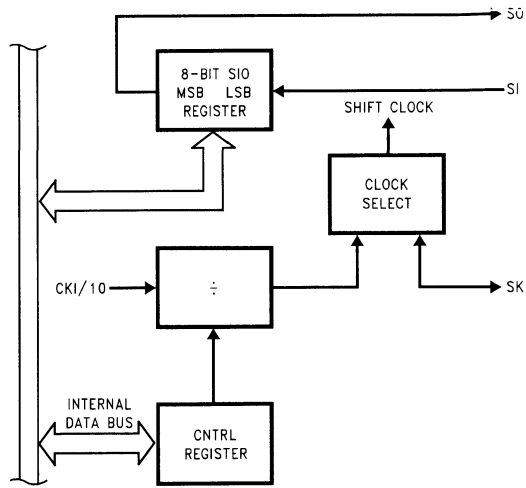 SO
8-BIT SIO
MSB LSB
REGISTER
SI
SHIFT CLOCK
CLOCK
SELECT
CKI/10
÷
SK
INTERNAL
DATA BUS
CNTRL
REGISTER